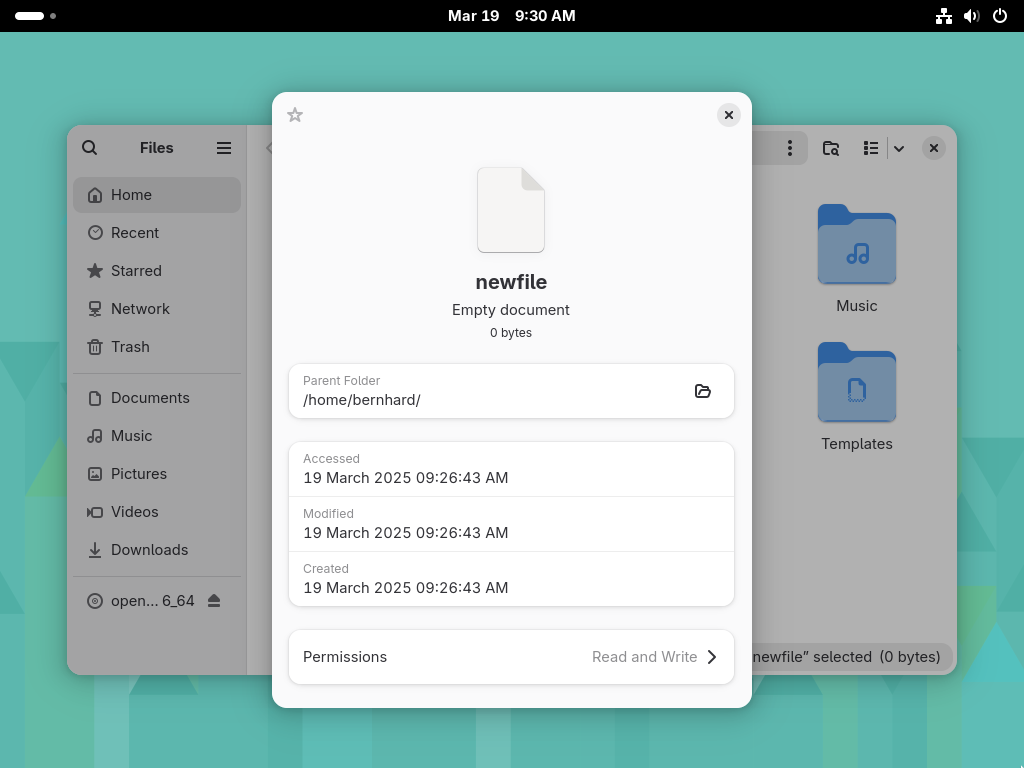 Mar 19 9:30 AM
Files
Home
Recent
Starred
Network
Trash
Documents
Music
Pictures
Videos
Downloads
open… 6_64
newfile
Empty document
0 bytes
Parent Folder
/home/bernhard/
Accessed
19 March 2025 09:26:43 AM
Modified
19 March 2025 09:26:43 AM
Created
19 March 2025 09:26:43 AM
Permissions
Read and Write
Music
Templates
newfile” selected (0 bytes)